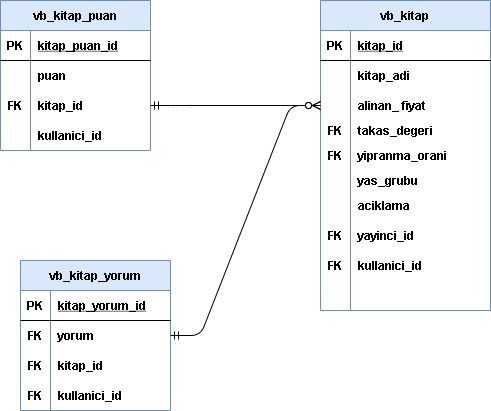 vb_kitap_puan
PK kitap_puan_id
puan
FK kitap_id
kullanici_id
vb_kitap
PK kitap_id
kitap_adi
alinan_fiyat
FK takas_degeri
FK yipranma_orani
yas_grubu
aciklama
FK yayinci_id
FK kullanici_id
vb_kitap_yorum
PK kitap_yorum_id
FK yorum
FK kitap_id
FK kullanici_id